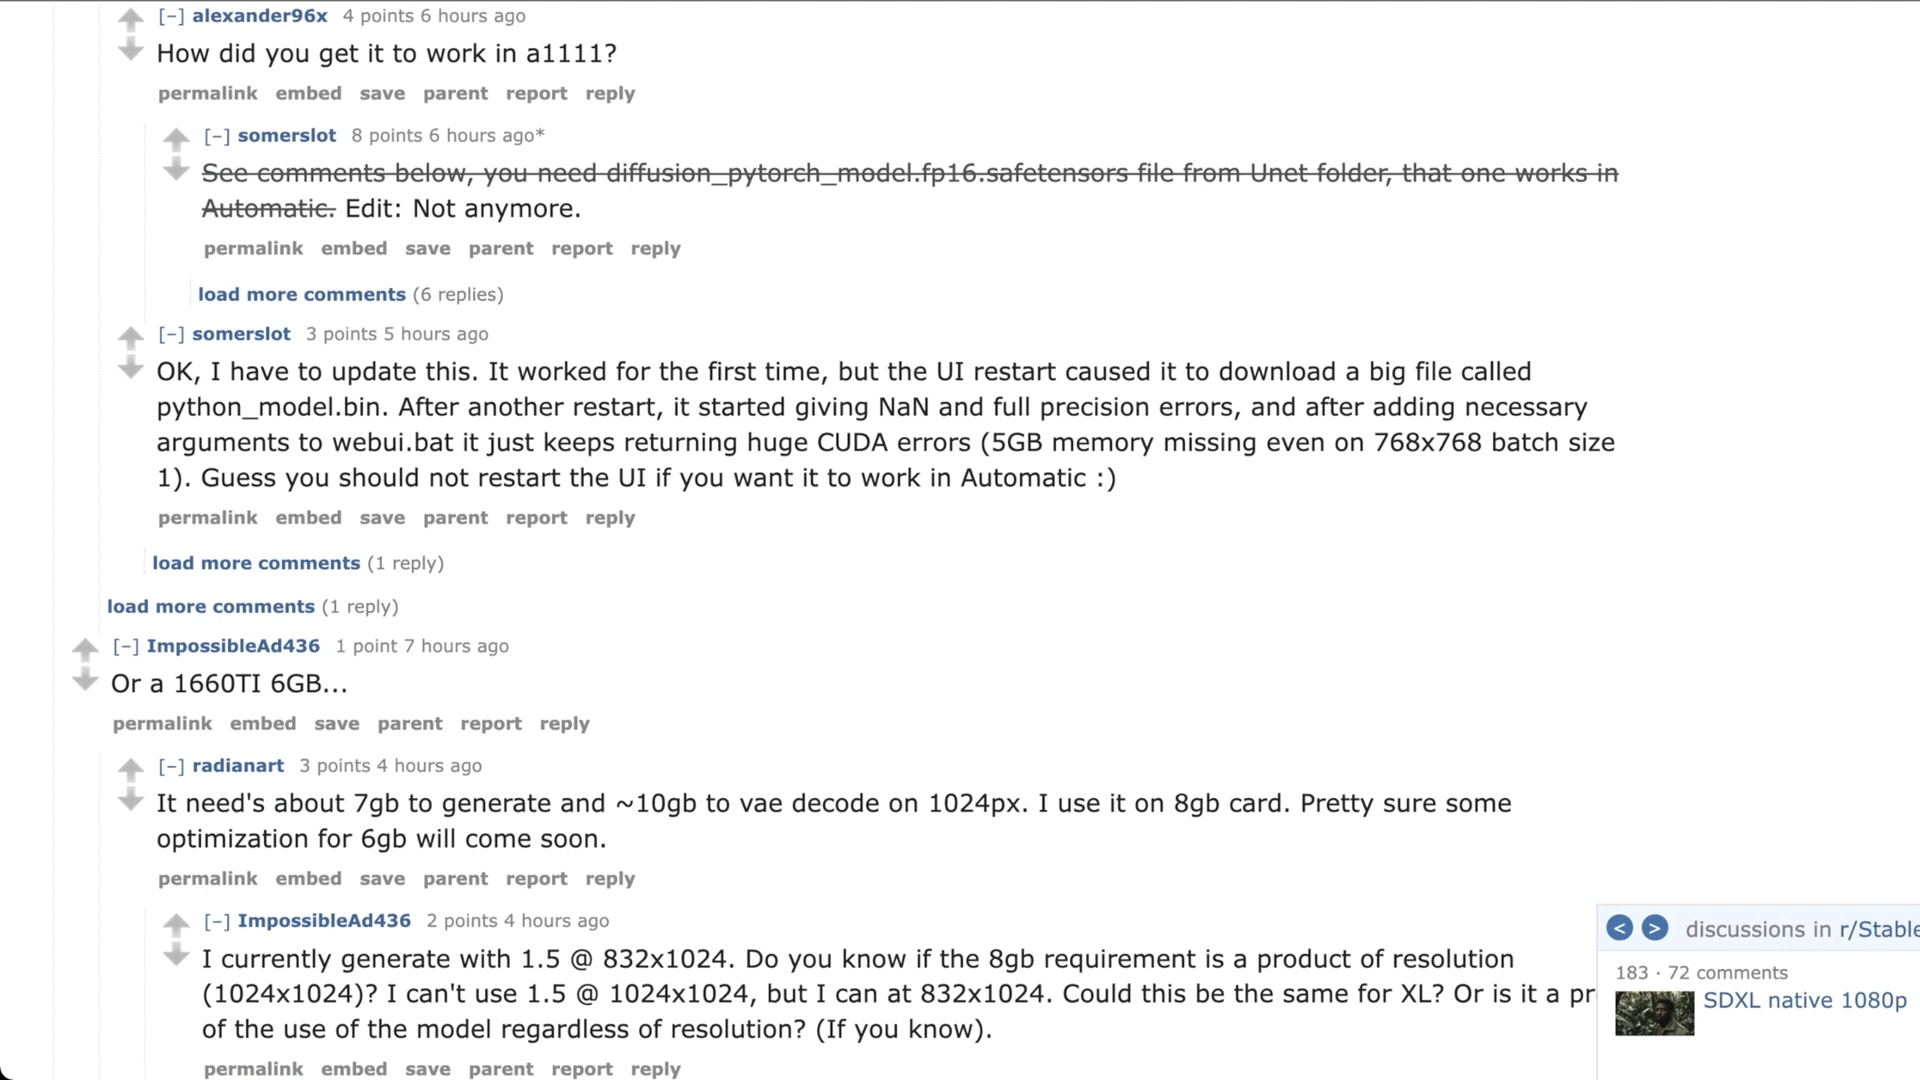 [–] alexander96x 4 points 6 hours ago
How did you get it to work in a1111?
permalink embed save parent report reply
[–] somerslot 8 points 6 hours ago*
See comments below, you need diffusion_pytorch_model.fp16.safetensors file from Unet folder, that one works in
Automatic. Edit: Not anymore.
permalink embed save parent report reply
load more comments (6 replies)
[–] somerslot 3 points 5 hours ago
OK, I have to update this. It worked for the first time, but the UI restart caused it to download a big file called
python_model.bin. After another restart, it started giving NaN and full precision errors, and after adding necessary
arguments to webui.bat it just keeps returning huge CUDA errors (5GB memory missing even on 768x768 batch size
1). Guess you should not restart the UI if you want it to work in Automatic :)
permalink embed save parent report reply
load more comments (1 reply)
load more comments (1 reply)
[–] ImpossibleAd436 1 point 7 hours ago
Or a 1660TI 6GB...
permalink embed save parent report reply
[–] radianart 3 points 4 hours ago
It need's about 7gb to generate and ~10gb to vae decode on 1024px. I use it on 8gb card. Pretty sure some
optimization for 6gb will come soon.
permalink embed save parent report reply
[–] ImpossibleAd436 2 points 4 hours ago
I currently generate with 1.5 @ 832x1024. Do you know if the 8gb requirement is a product of resolution
(1024x1024)? I can't use 1.5 @ 1024x1024, but I can at 832x1024. Could this be the same for XL? Or is it a pr
of the use of the model regardless of resolution? (If you know).
permalink embed save parent report reply
< > discussions in r/Stable
183 · 72 comments
SDXL native 1080p